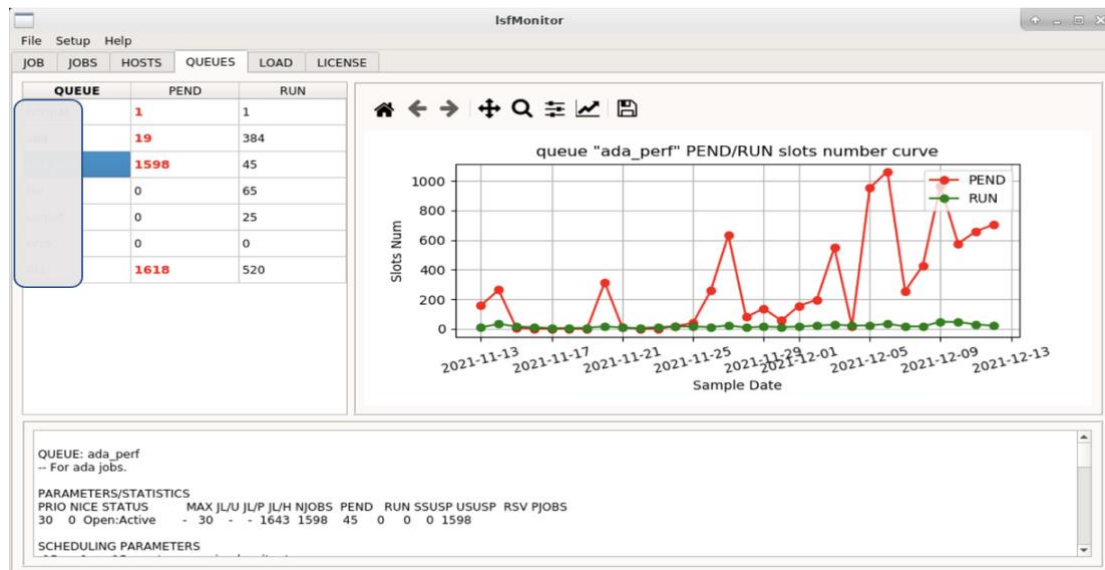 lsfMonitor
File Setup Help
JOB JOBS HOSTS QUEUES LOAD LICENSE
QUEUE PEND RUN
1 1
19 384
1598 45
0 65
0 25
0 0
1618 520
queue "ada_perf" PEND/RUN slots number curve
PEND
RUN
1000
800
600
400
200
0
Slots Num
2021-11-13 2021-11-17 2021-11-21 2021-11-25 2021-11-29 2021-12-01 2021-12-05 2021-12-09 2021-12-13
Sample Date
QUEUE: ada_perf
-- For ada jobs.
PARAMETERS/STATISTICS
PRIO NICE STATUS MAX JL/U JL/P JL/H NJOBS PEND RUN SSUSP USUSP RSV PJOBS
30 0 Open:Active - 30 - - 1643 1598 45 0 0 0 1598
SCHEDULING PARAMETERS